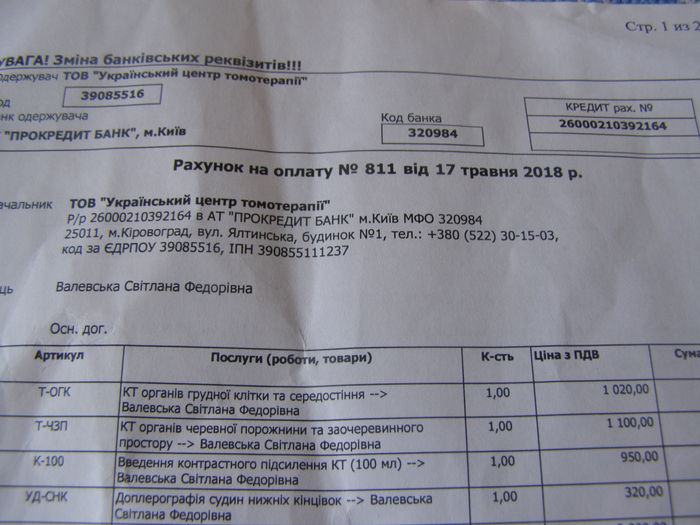 Стр. 1 из 2
УВАГА! Зміна банківських реквізитів!!!
одержувач ТОВ "Український центр томотерапії"
од 39085516
нк одержувача
Код банка
КРЕДИТ рах. №
"ПРОКРЕДИТ БАНК", м.Київ
320984
26000210392164
Рахунок на оплату № 811 від 17 травня 2018 р.
ачальник ТОВ "Український центр томотерапії"
Р/р 26000210392164 в АТ "ПРОКРЕДИТ БАНК" м.Київ МФО 320984
25011, м.Кіровоград, вул. Ялтинська, будинок №1, тел.: +380 (522) 30-15-03,
код за ЄДРПОУ 39085516, ІПН 390855111237
ць Валевська Світлана Федорівна
Осн. дог.
Артикул Послуги (роботи, товари) К-сть Ціна з ПДВ Сума
Т-ОГК КТ органів грудної клітки та середостіння --> 1,00 1 020,00
Валевська Світлана Федорівна
Т-ЧЗП КТ органів черевної порожнини та заочеревинного 1,00 1 100,00
простору --> Валевська Світлана Федорівна
К-100 Введення контрастного підсилення КТ (100 мл) --> 1,00 950,00
Валевська Світлана Федорівна
УД-СНК Доплерографія судин нижніх кінцівок --> Валевська 1,00 320,00
Світлана Федорівна